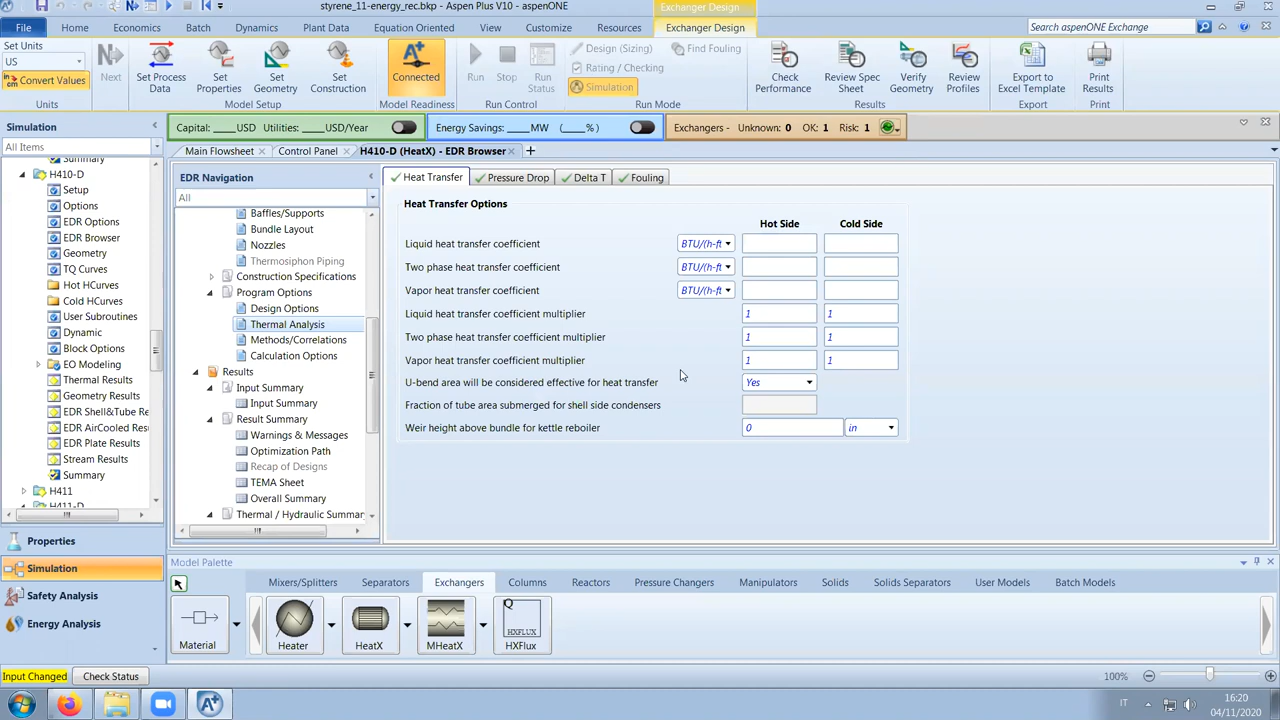 styrene_11-energy_rec.bkp - Aspen Plus V10 - aspenONE
Exchanger Design
File
Home
Economics
Batch
Dynamics
Plant Data
Equation Oriented
View
Customize
Resources
Exchanger Design
Search aspenONE Exchange
Set Units
US
Convert Values
Units
Next
Set Process Data
Set Properties
Set Geometry
Set Construction
Model Setup
Connected
Model Readiness
Run
Stop
Run Status
Run Control
Design (Sizing)
Rating / Checking
Simulation
Find Fouling
Run Mode
Check Performance
Review Spec Sheet
Verify Geometry
Review Profiles
Results
Export to Excel Template
Export
Print Results
Print
Simulation
All Items
Capital: ____USD Utilities: ____USD/Year
Energy Savings: ____MW (____%)
Exchangers - Unknown: 0 OK: 1 Risk: 1
Main Flowsheet
Control Panel
H410-D (HeatX) - EDR Browser
Summary
H410-D
Setup
Options
EDR Options
EDR Browser
Geometry
TQ Curves
Hot HCurves
Cold HCurves
User Subroutines
Dynamic
Block Options
EO Modeling
Thermal Results
Geometry Results
EDR Shell&Tube Re
EDR AirCooled Re
EDR Plate Results
Stream Results
Summary
H411
H411-D
EDR Navigation
All
Baffles/Supports
Bundle Layout
Nozzles
Thermosiphon Piping
Construction Specifications
Program Options
Design Options
Thermal Analysis
Methods/Correlations
Calculation Options
Results
Input Summary
Input Summary
Result Summary
Warnings & Messages
Optimization Path
Recap of Designs
TEMA Sheet
Overall Summary
Thermal / Hydraulic Summar
Heat Transfer
Pressure Drop
Delta T
Fouling
Heat Transfer Options
Hot Side Cold Side
Liquid heat transfer coefficient BTU/(h-ft
Two phase heat transfer coefficient BTU/(h-ft
Vapor heat transfer coefficient BTU/(h-ft
Liquid heat transfer coefficient multiplier 1 1
Two phase heat transfer coefficient multiplier 1 1
Vapor heat transfer coefficient multiplier 1 1
U-bend area will be considered effective for heat transfer Yes
Fraction of tube area submerged for shell side condensers
Weir height above bundle for kettle reboiler 0 in
Properties
Simulation
Safety Analysis
Energy Analysis
Model Palette
Mixers/Splitters
Separators
Exchangers
Columns
Reactors
Pressure Changers
Manipulators
Solids
Solids Separators
User Models
Batch Models
Material
Heater
HeatX
MHeatX
Q
HXFLUX
HXFlux
Input Changed
Check Status
100%
IT
16:20
04/11/2020